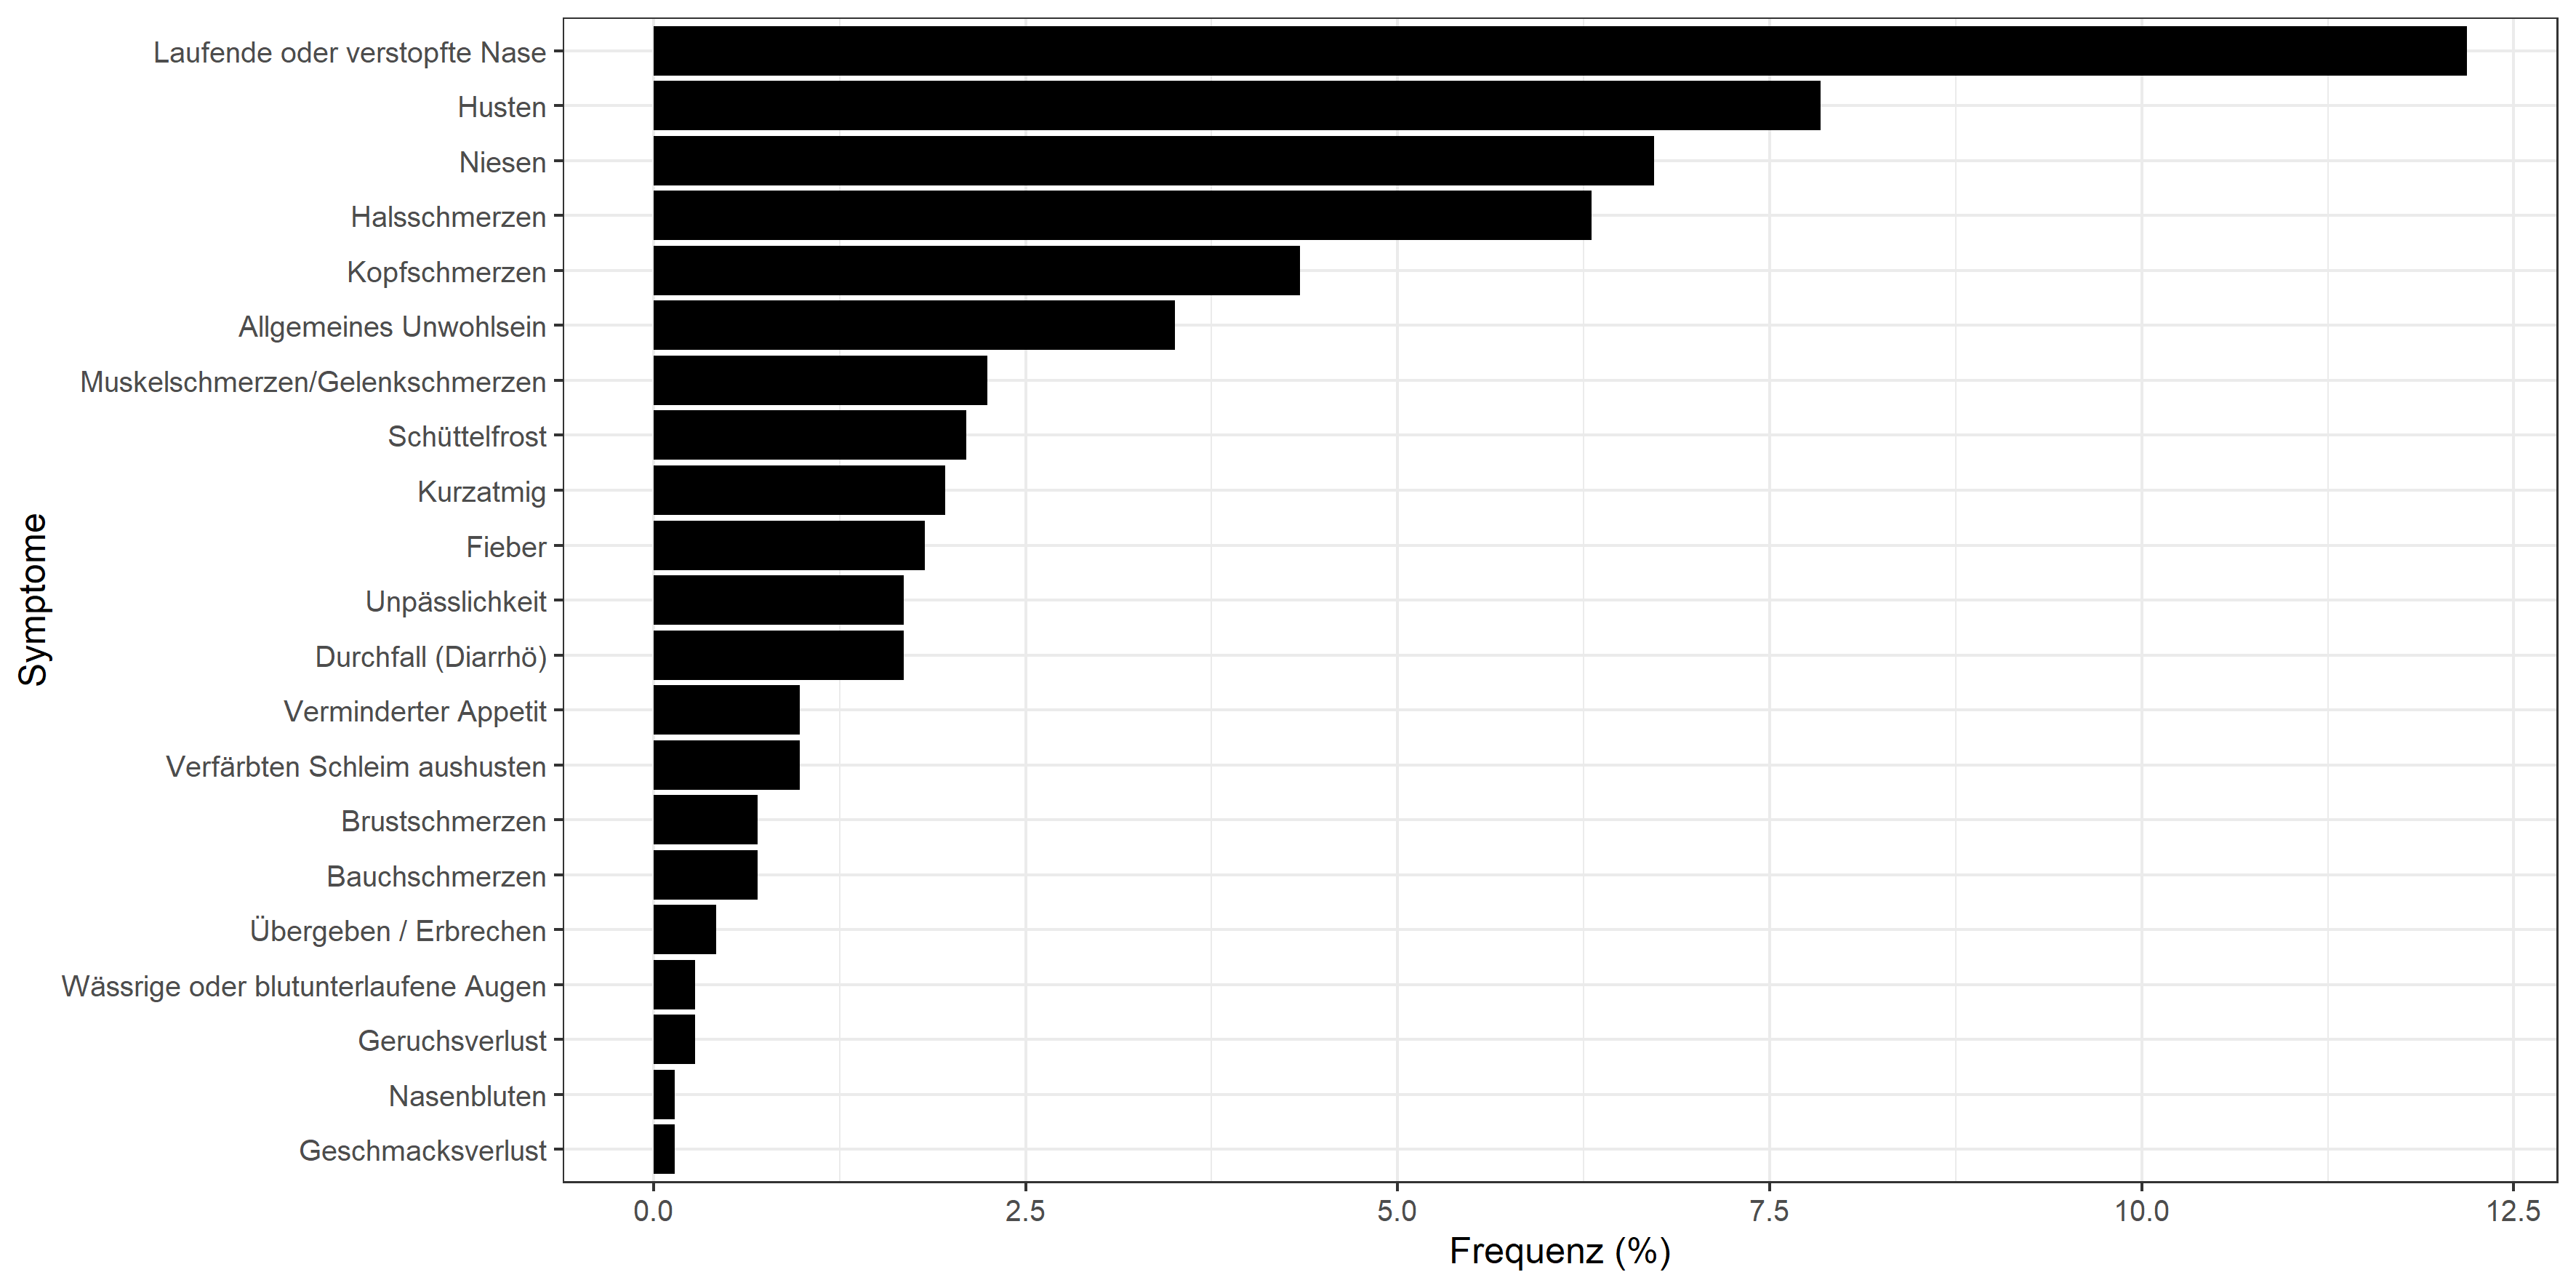 Laufende oder verstopfte Nase
Husten
Niesen
Halsschmerzen
Kopfschmerzen
Allgemeines Unwohlsein
Muskelschmerzen/Gelenkschmerzen
Schüttelfrost
Kurzatmig
Fieber
Unpässlichkeit
Durchfall (Diarrhö)
Verminderter Appetit
Verfärbten Schleim aushusten
Brustschmerzen
Bauchschmerzen
Übergeben / Erbrechen
Wässrige oder blutunterlaufene Augen
Geruchsverlust
Nasenbluten
Geschmacksverlust
Symptome
0.0 2.5 5.0 7.5 10.0 12.5
Frequenz (%)